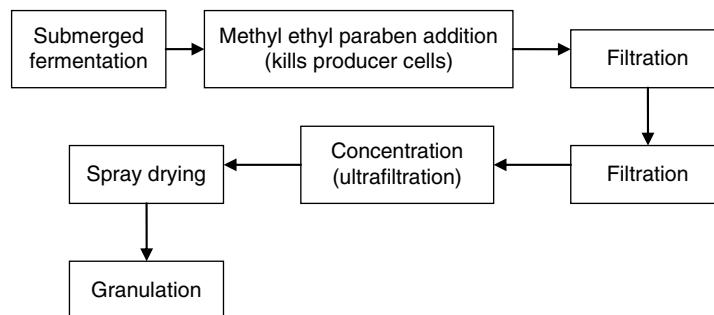 Submerged
fermentation
Methyl ethyl paraben addition
(kills producer cells)
Filtration
Filtration
Concentration
(ultrafiltration)
Spray drying
Granulation